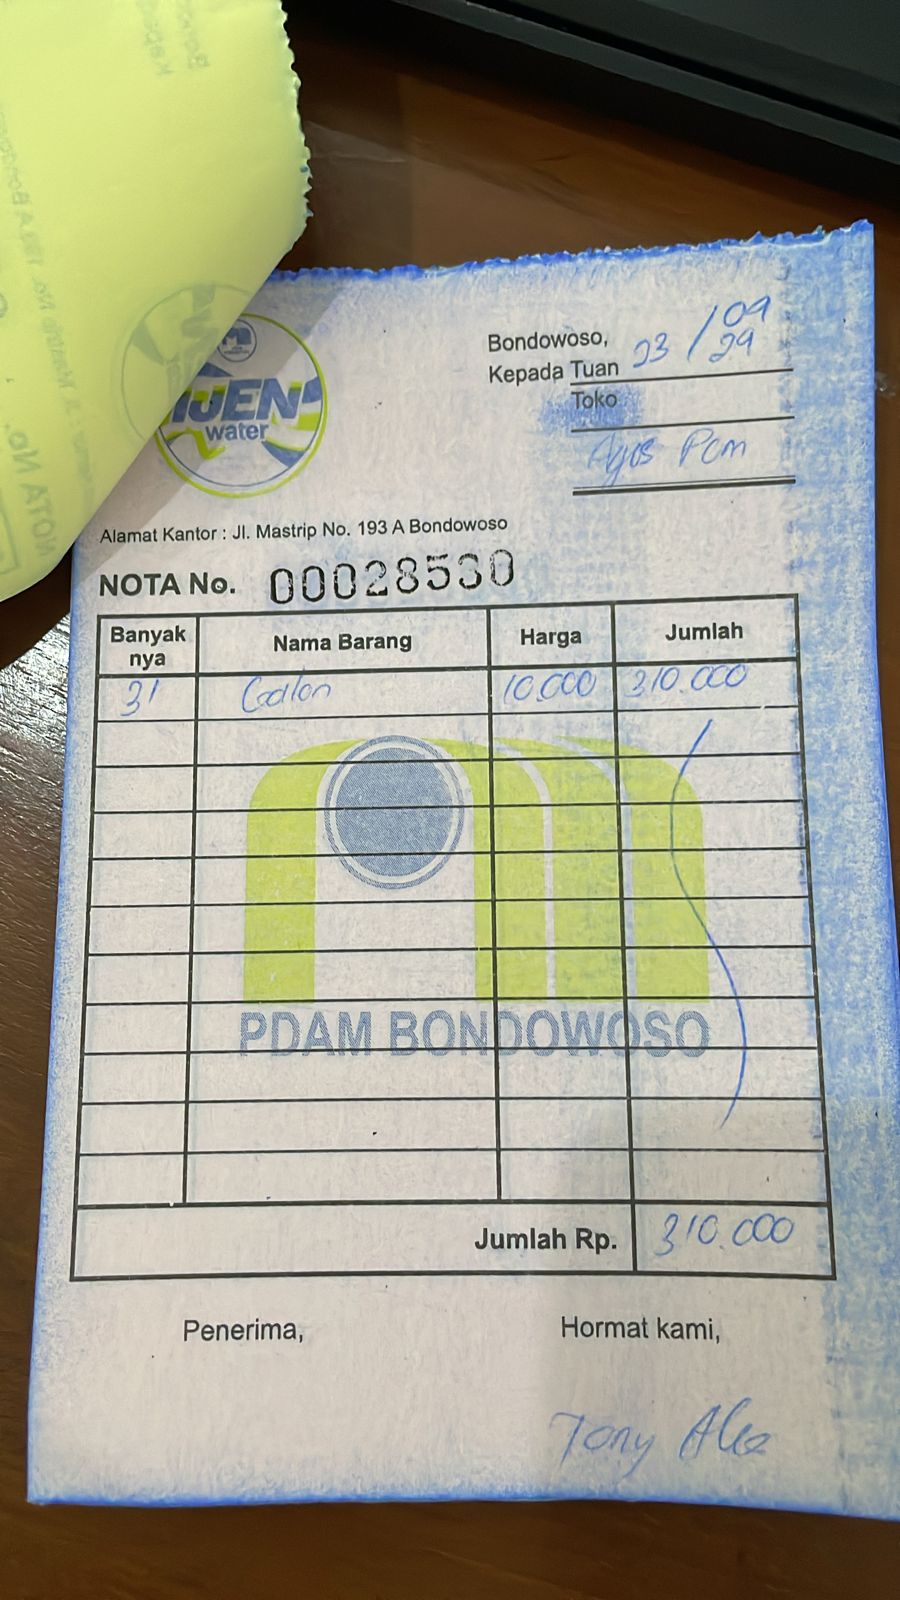 IJEN
water
Bondowoso, 23/09
29
Kepada Tuan
Toko
Agus Pcm
Alamat Kantor : Jl. Mastrip No. 193 A Bondowoso
NOTA No. 00028530
Banyak nya Nama Barang Harga Jumlah
31 Galon 10.000 310.000
PDAM BONDOWOSO
Jumlah Rp. 310.000
Penerima, Hormat kami,
Tony